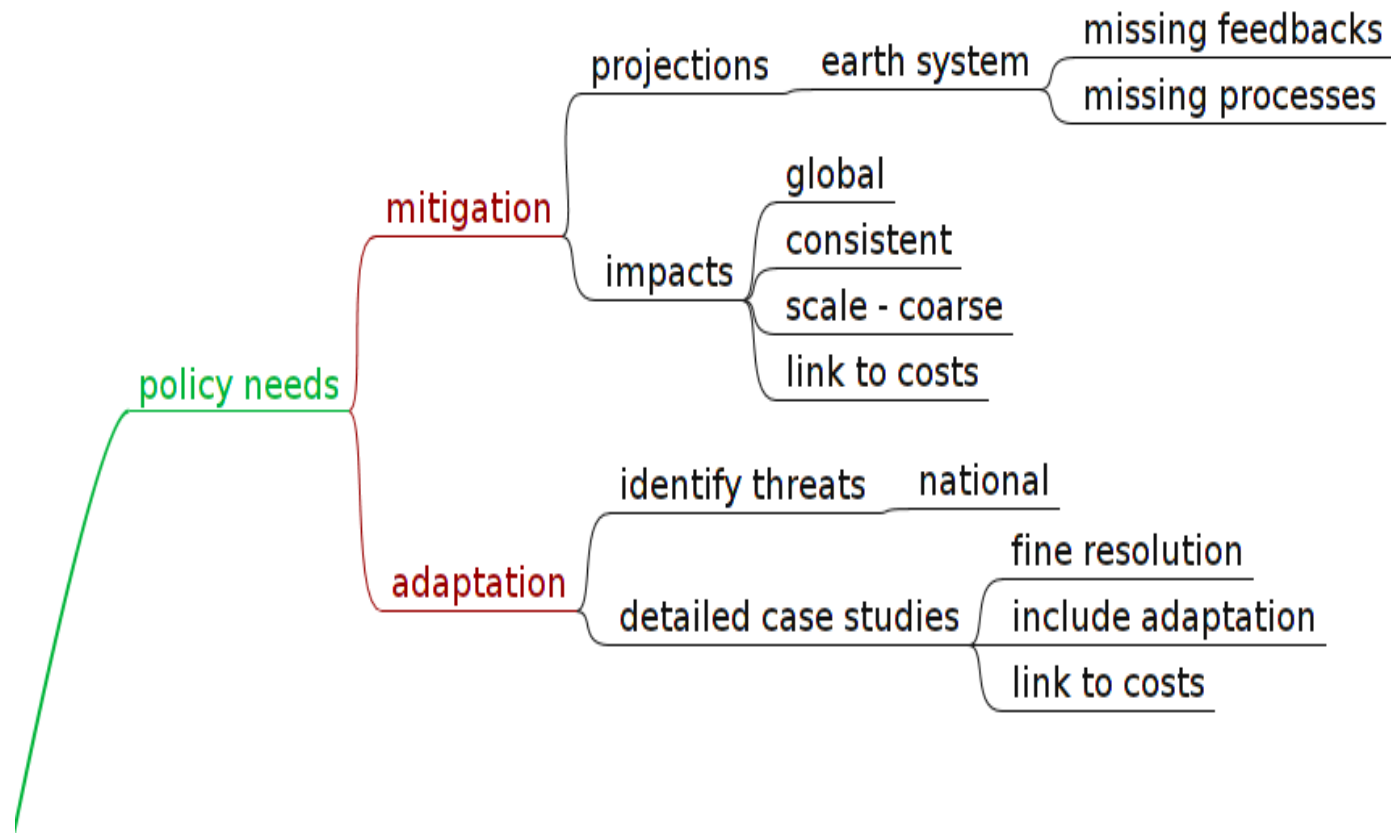 policy needs
mitigation
projections
earth system
missing feedbacks
missing processes
impacts
global
consistent
scale - coarse
link to costs
adaptation
identify threats
national
detailed case studies
fine resolution
include adaptation
link to costs